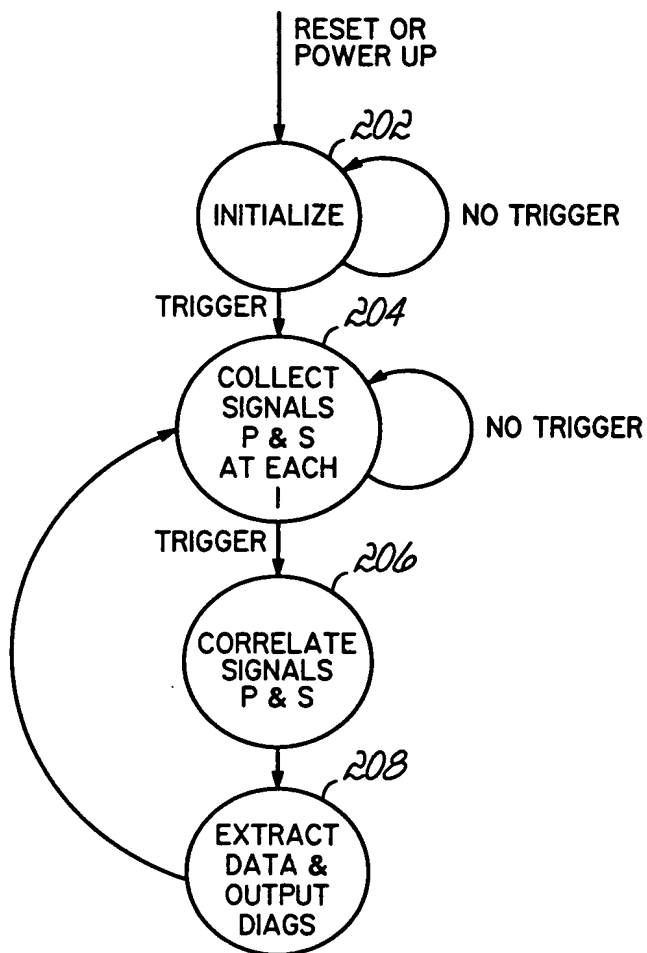 RESET OR
POWER UP
202
INITIALIZE
NO TRIGGER
TRIGGER
204
COLLECT
SIGNALS
P & S
AT EACH
I
NO TRIGGER
TRIGGER
206
CORRELATE
SIGNALS
P & S
208
EXTRACT
DATA &
OUTPUT
DIAGS